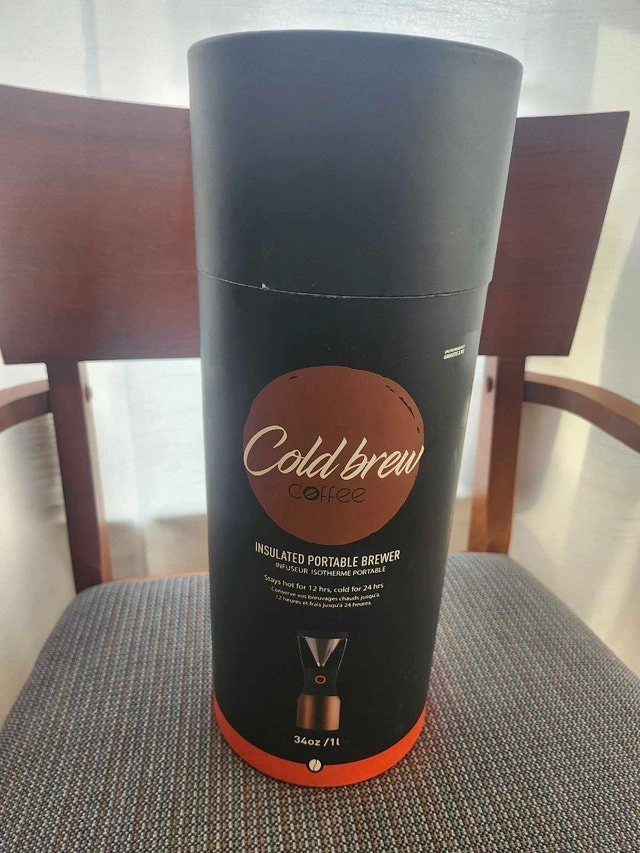 Cold brew
coffee
INSULATED PORTABLE BREWER
INFUSEUR ISOTHERME PORTABLE
Stays hot for 12 hrs, cold for 24 hrs
Conserve vos breuvages chauds jusqu'à
12 heures et frais jusqu'à 24 heures.
34oz /1l